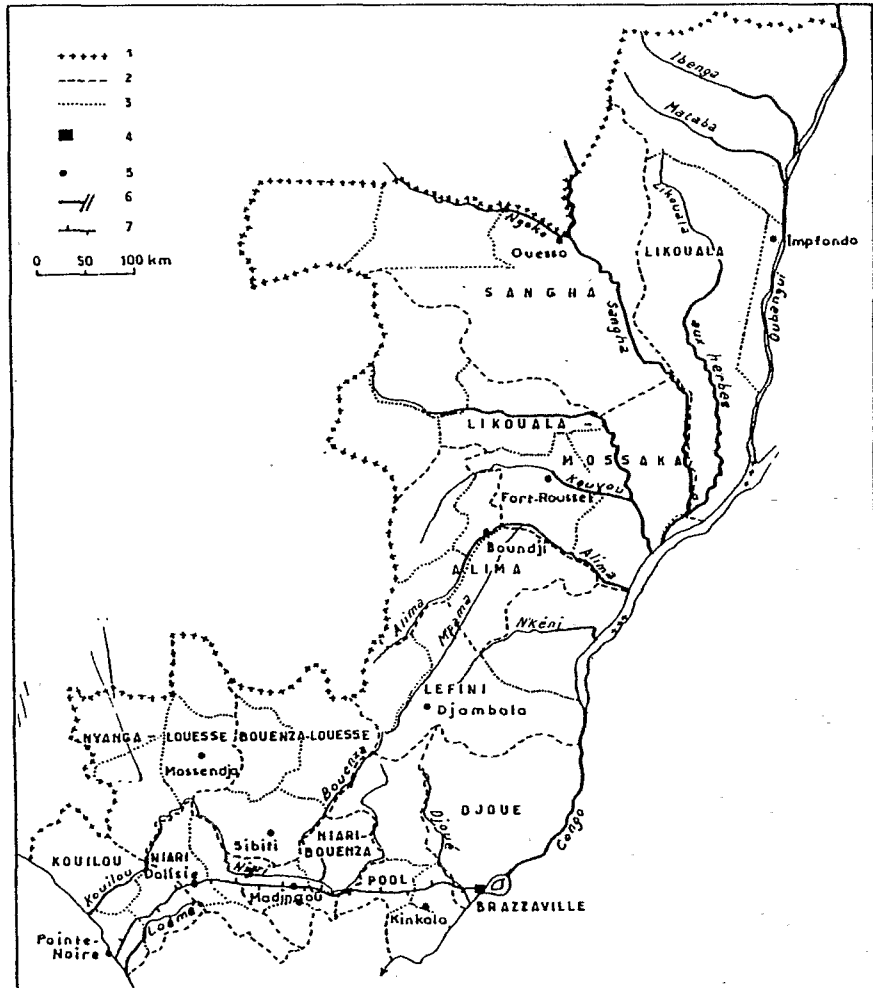 1
2
3
4
5
6
7
0 50 100 km
Ibenga
Mataba
Likouala
aux herbes
Impfondo
LIKOUALA
Oubangui
Ngoko
Ouesso
SANGHA
Sangha
LIKOUALA -
MOSSAKA
Kouyou
Fort-Rousset
Boundji
ALIMA
Alima
Alima
Mpama
N'Kéni
LEFINI
Djambala
NYANGA - LOUESSE
BOUENZA-LOUESSE
Mossendjo
Bouenza
DJOUE
Djoué
Congo
Sibiti
NIARI-
BOUENZA
KOUILOU
Kouilou
NIARI
Dolisie
Niari
Madingou
POOL
BRAZZAVILLE
Kinkala
Loémé
Pointe-
Noire